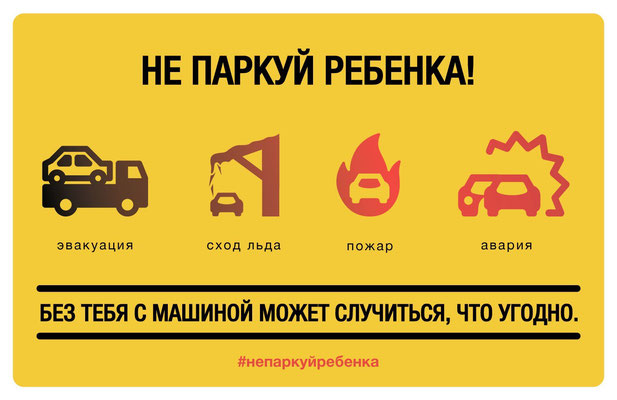 НЕ ПАРКУЙ РЕБЕНКА!
эвакуация сход льда пожар авария
БЕЗ ТЕБЯ С МАШИНОЙ МОЖЕТ СЛУЧИТЬСЯ, ЧТО УГОДНО.
#непаркуйребенка